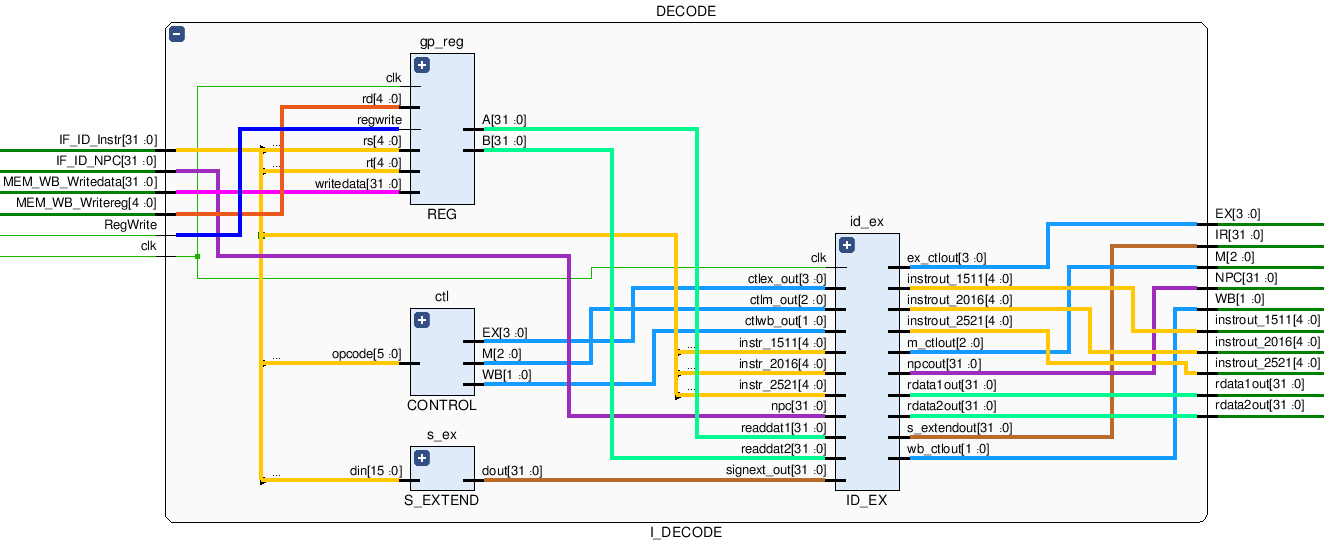 DECODE
IF_ID_Instr[31 :0]
IF_ID_NPC[31 :0]
MEM_WB_Writedata[31 :0]
MEM_WB_Writereg[4 :0]
RegWrite
clk
gp_reg
clk
rd[4 :0]
regwrite
rs[4 :0]
rt[4 :0]
writedata[31 :0]
A[31 :0]
B[31 :0]
REG
...
...
ctl
opcode[5 :0]
...
EX[3 :0]
M[2 :0]
WB[1 :0]
CONTROL
s_ex
din[15 :0]
...
dout[31 :0]
S_EXTEND
id_ex
clk
ctlex_out[3 :0]
ctlm_out[2 :0]
ctlwb_out[1 :0]
instr_1511[4 :0]
...
instr_2016[4 :0]
...
instr_2521[4 :0]
...
npc[31 :0]
readdat1[31 :0]
readdat2[31 :0]
signext_out[31 :0]
ex_ctlout[3 :0]
instrout_1511[4 :0]
instrout_2016[4 :0]
instrout_2521[4 :0]
m_ctlout[2 :0]
npcout[31 :0]
rdata1out[31 :0]
rdata2out[31 :0]
s_extendout[31 :0]
wb_ctlout[1 :0]
ID_EX
EX[3 :0]
IR[31 :0]
M[2 :0]
NPC[31 :0]
WB[1 :0]
instrout_1511[4 :0]
instrout_2016[4 :0]
instrout_2521[4 :0]
rdata1out[31 :0]
rdata2out[31 :0]
I_DECODE